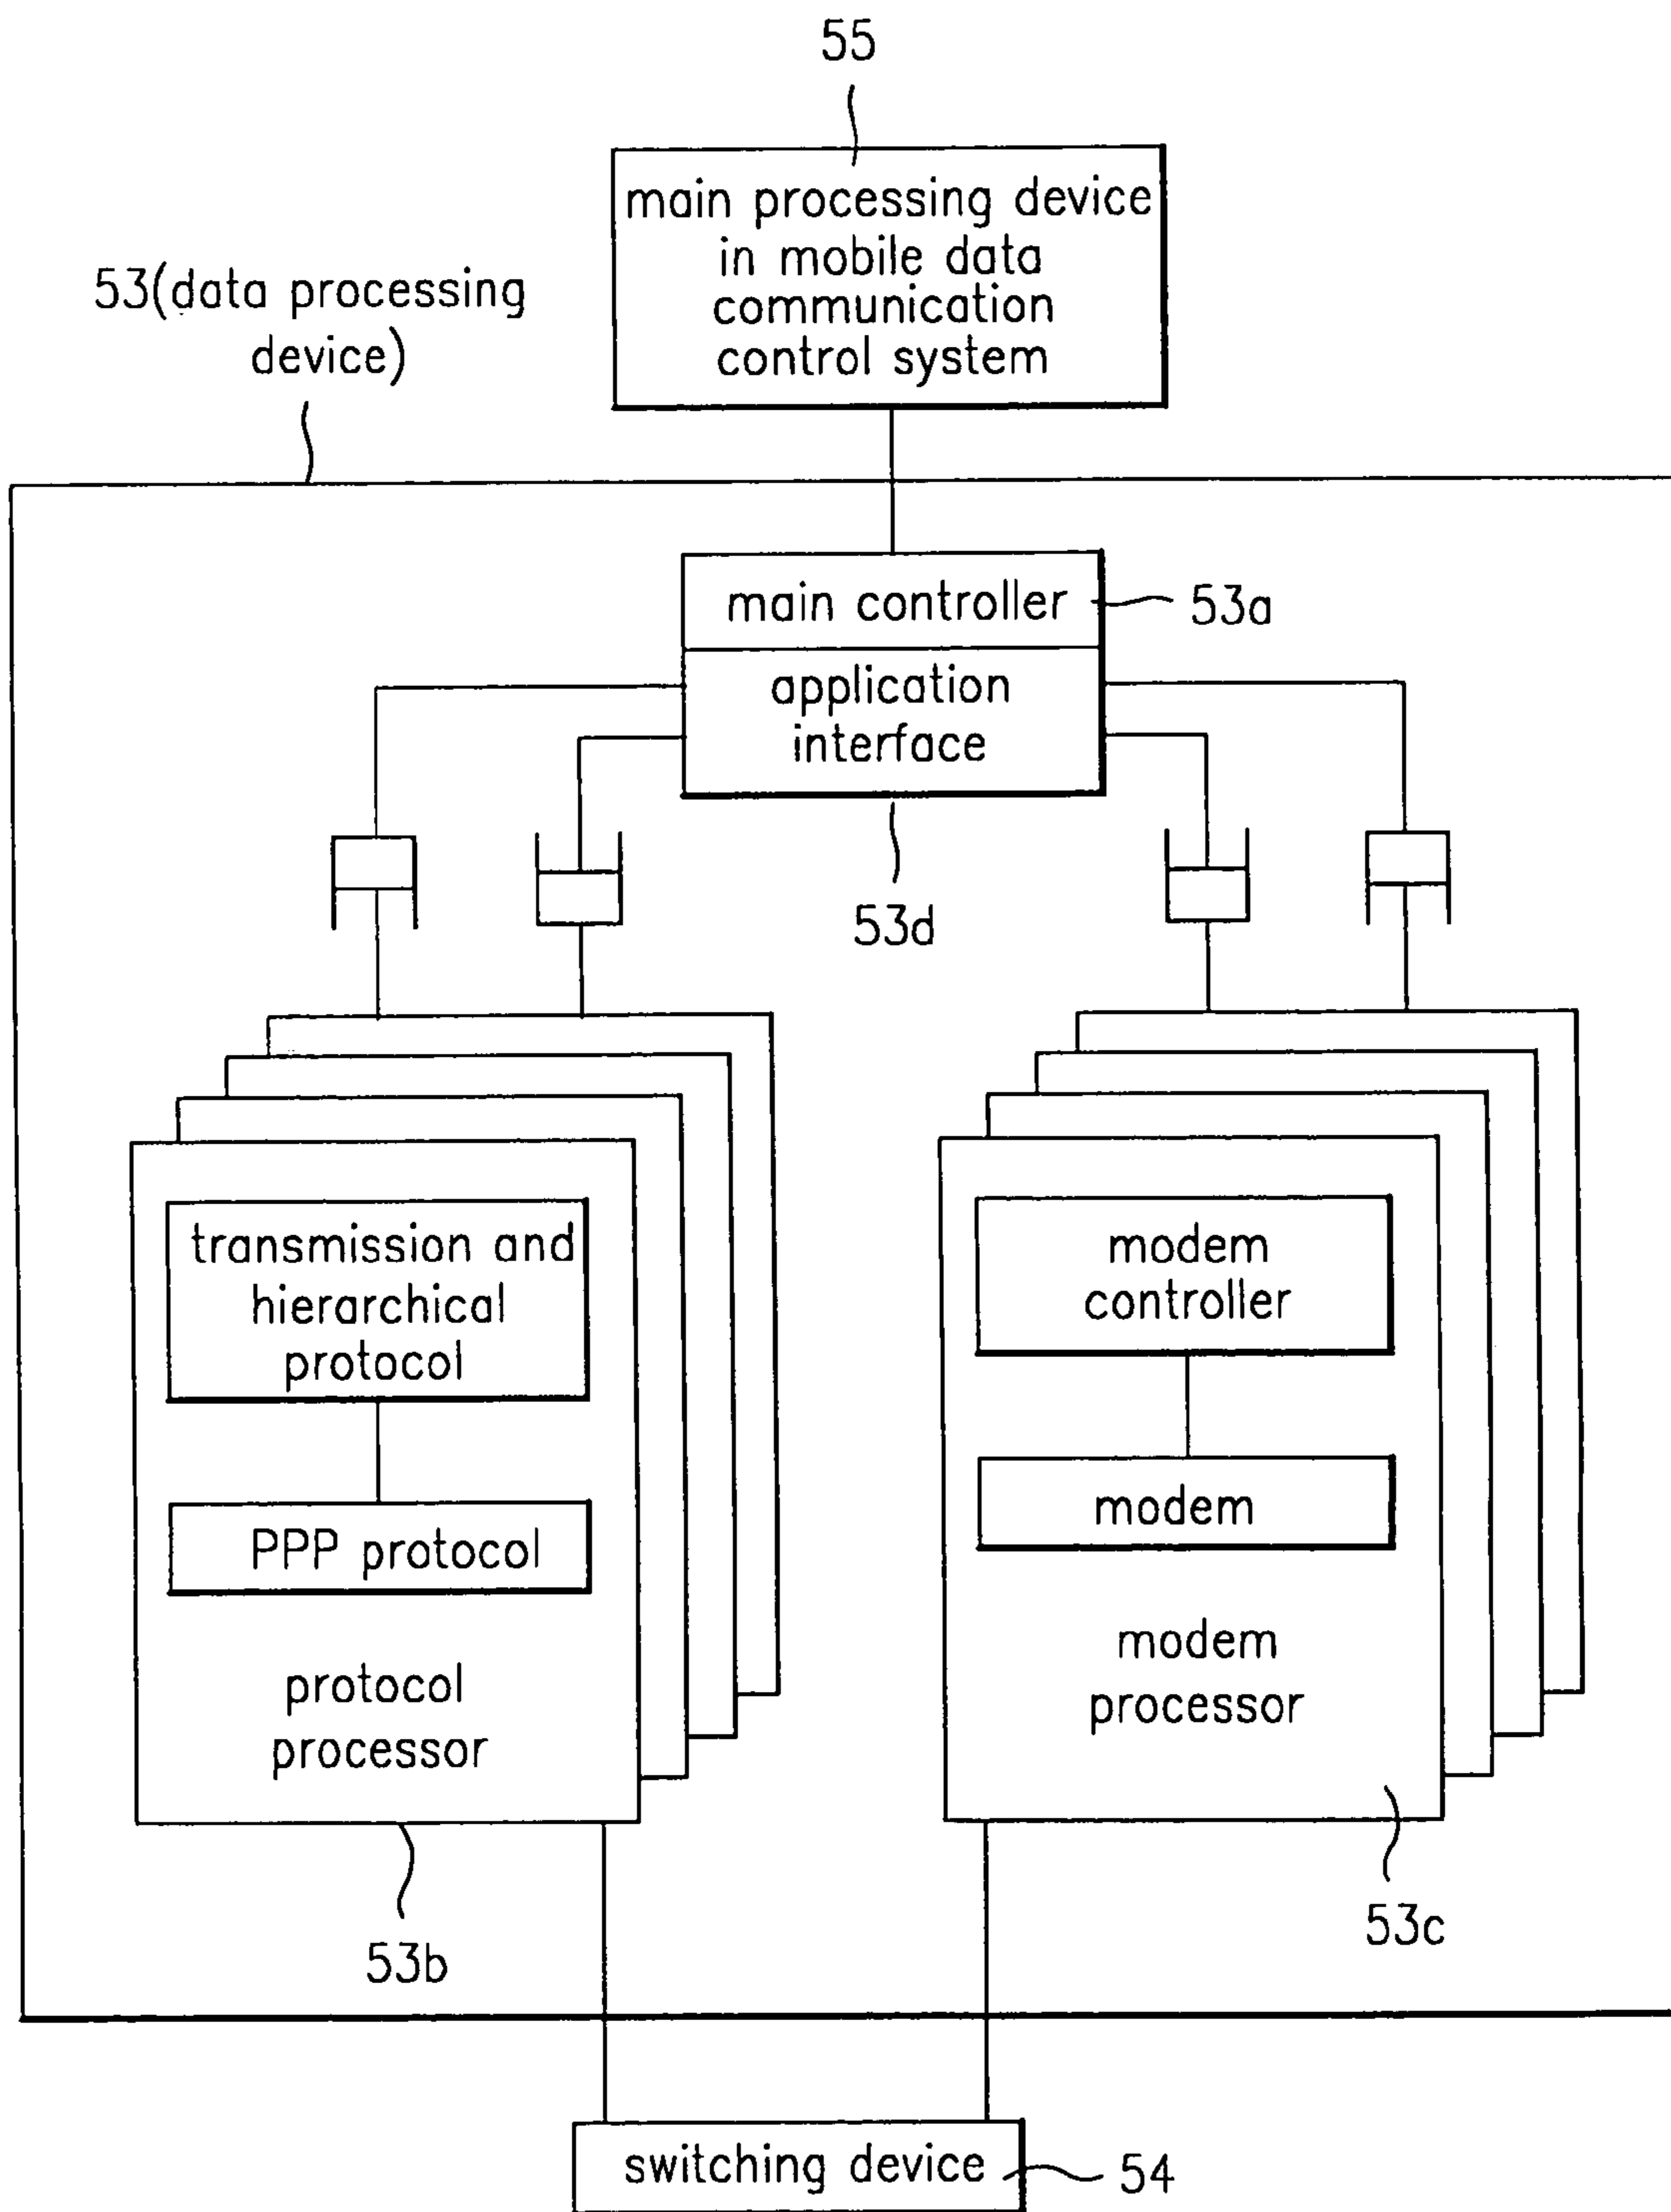 55
main processing device
in mobile data
communication
control system
53(data processing
device)
main controller
53a
application
interface
53d
transmission and
hierarchical
protocol
PPP protocol
protocol
processor
modem
controller
modem
modem
processor
53b
53c
switching device
54